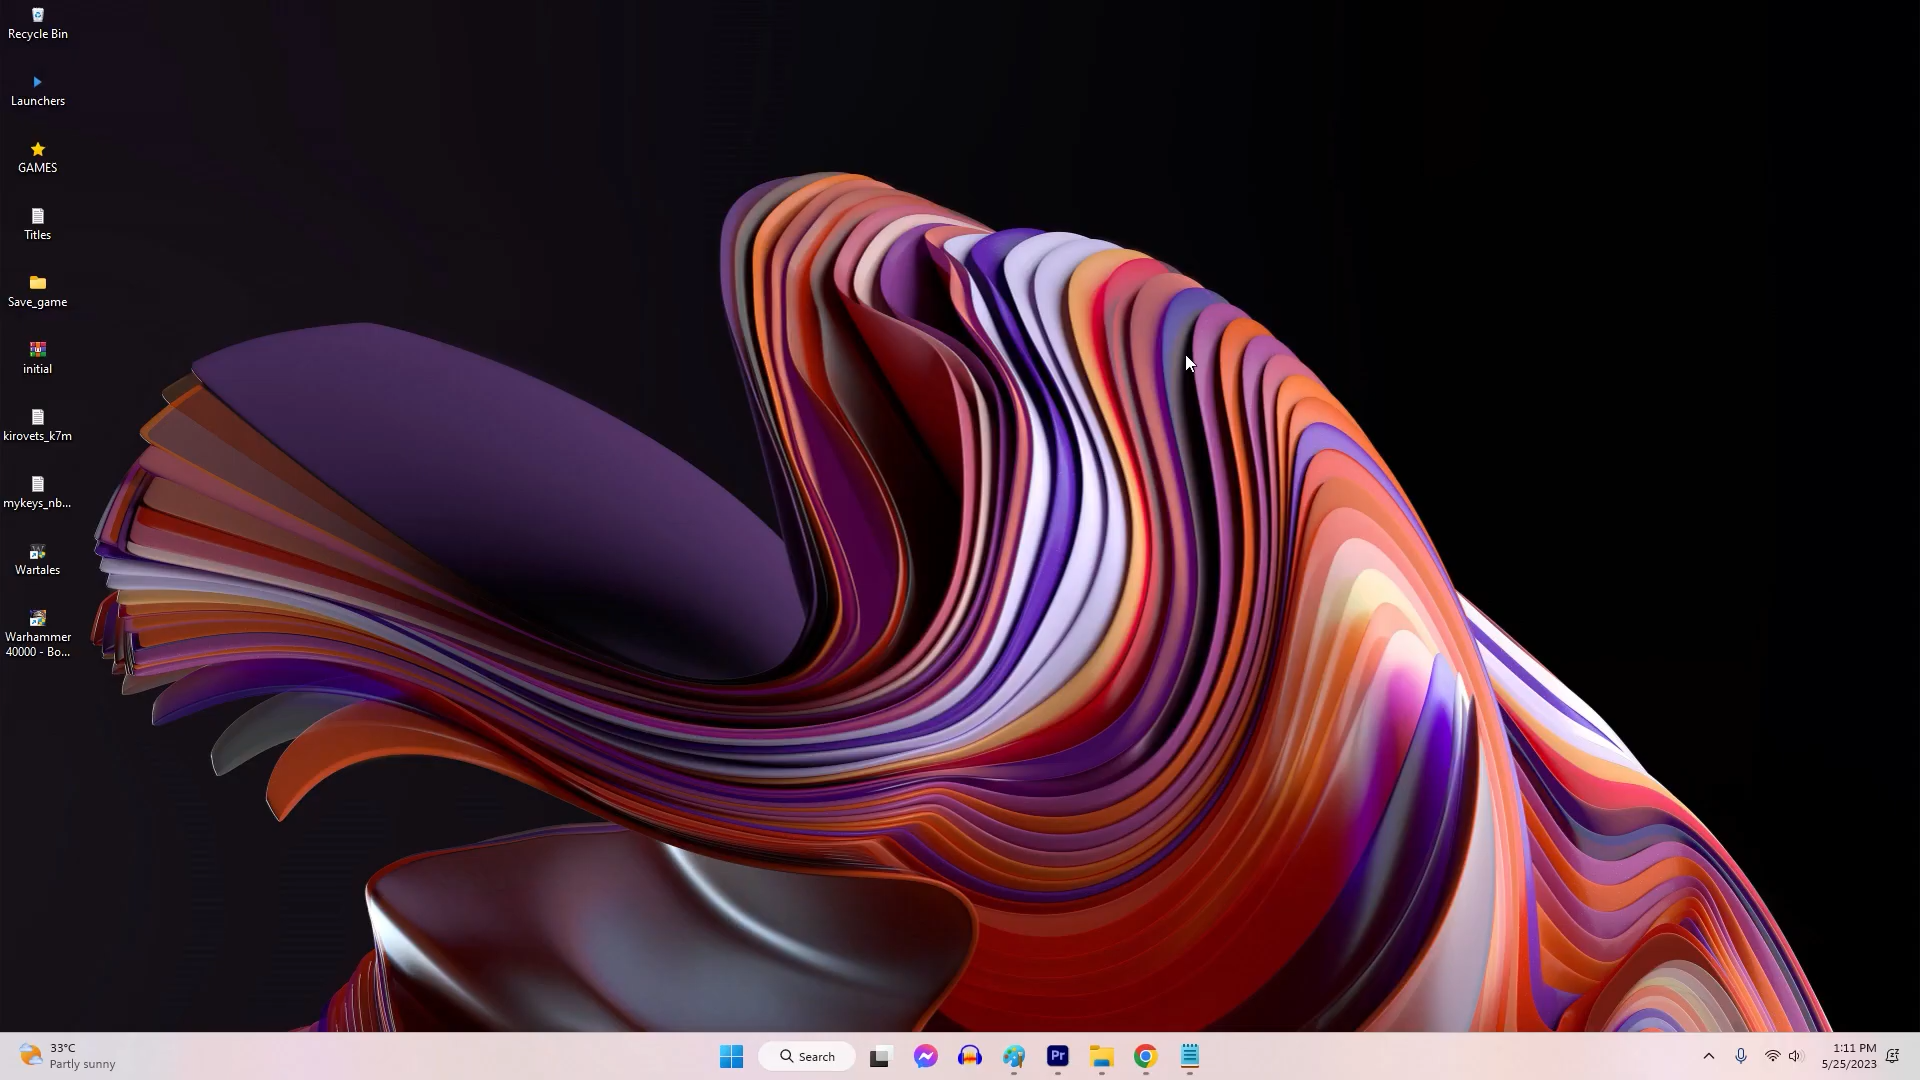 Recycle Bin
Launchers
GAMES
Titles
Save_game
initial
kirovets_k7m
mykeys_nb...
Wartales
Warhammer
40000 - Bo...
33°C
Partly sunny
Search
Pr
1:11 PM
5/25/2023